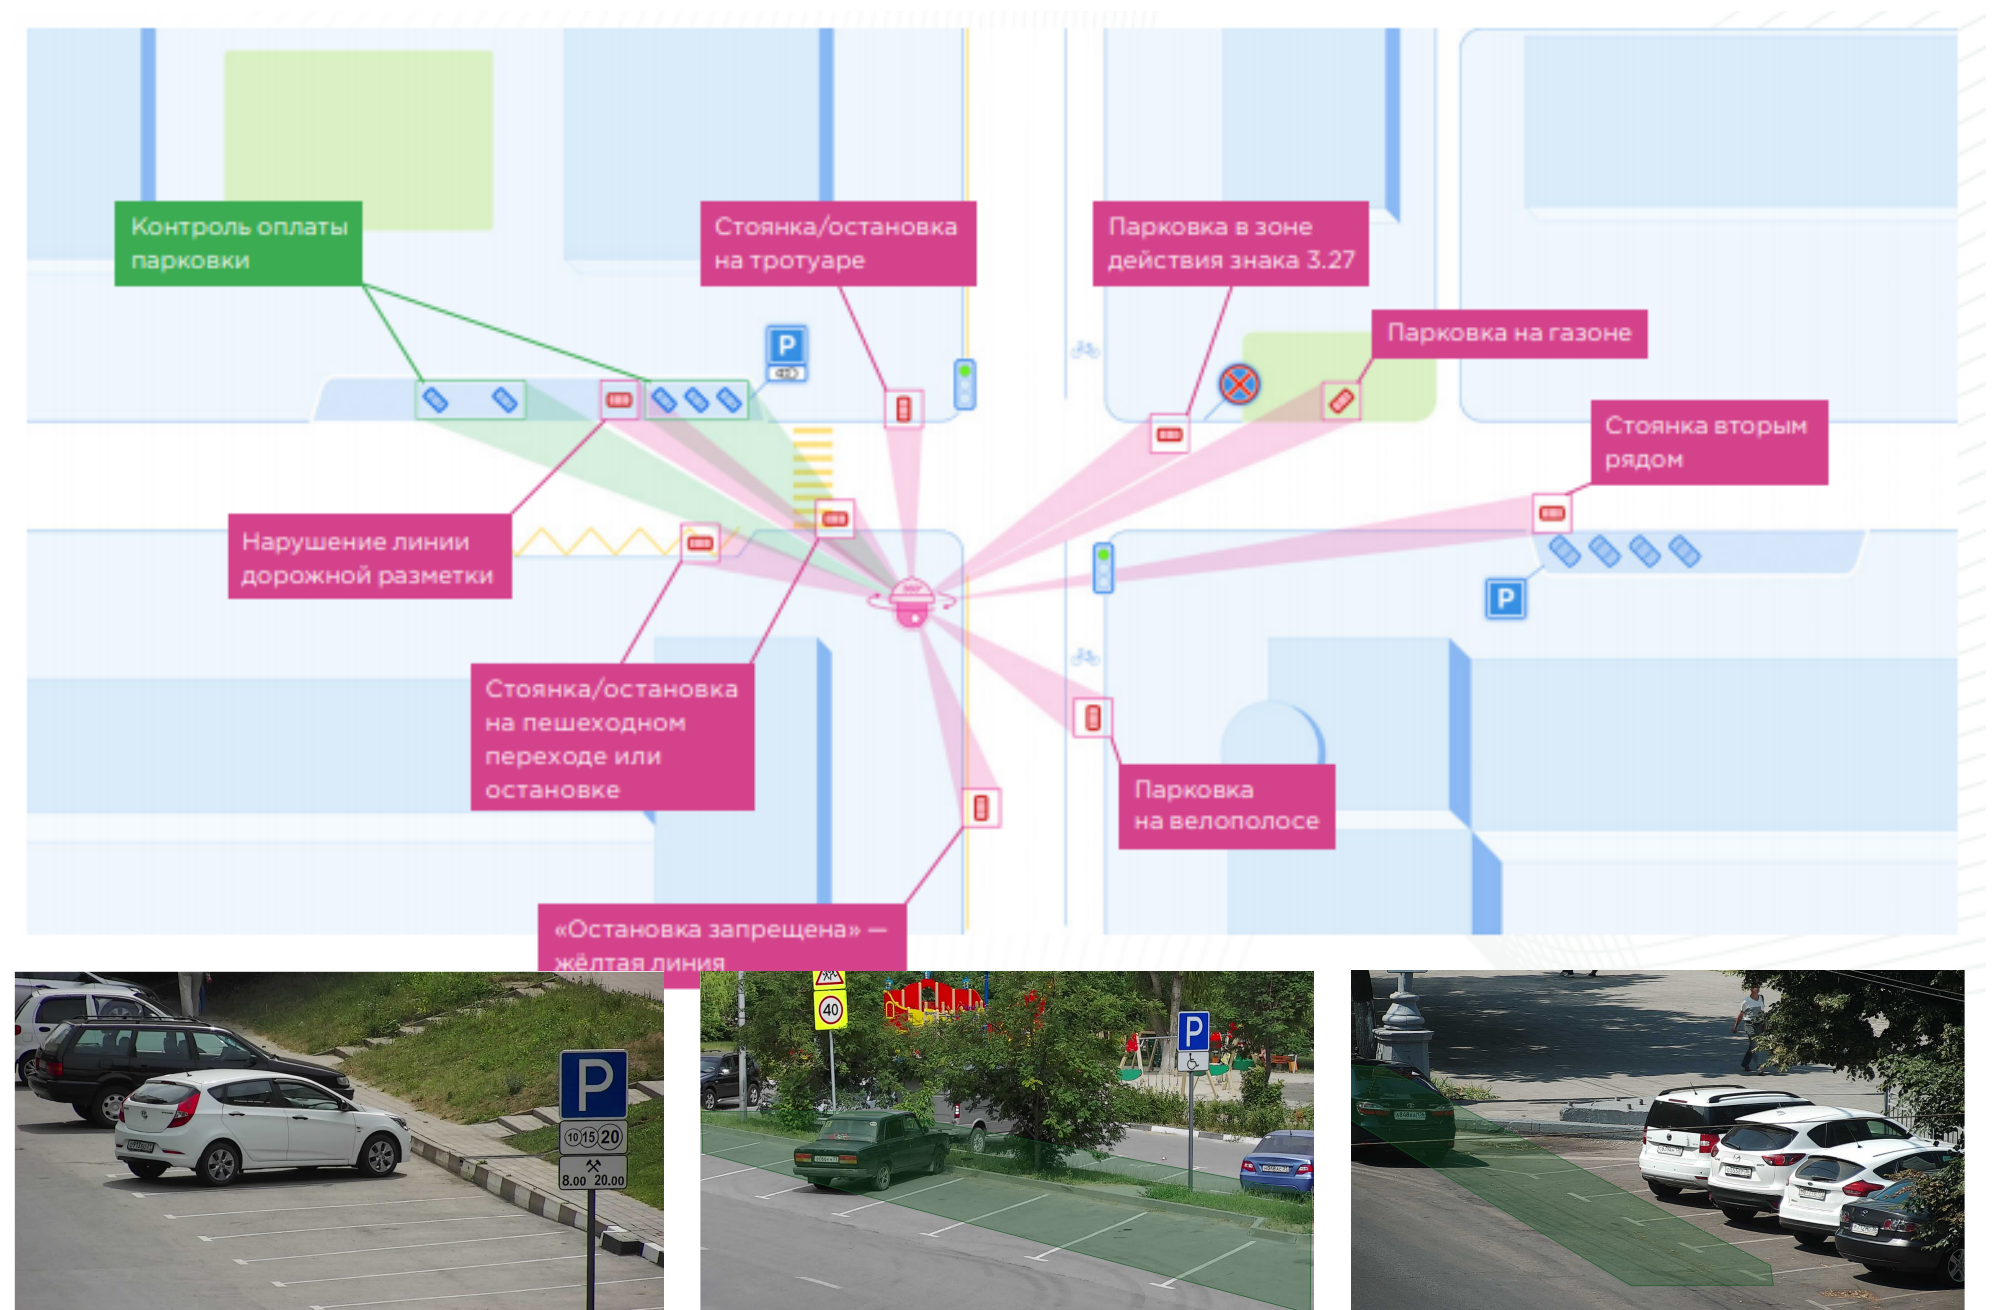 Контроль оплаты
парковки
Стоянка/остановка
на тротуаре
Парковка в зоне
действия знака 3.27
Парковка на газоне
P
Стоянка вторым
рядом
Нарушение линии
дорожной разметки
P
Стоянка/остановка
на пешеходном
переходе или
остановке
Парковка
на велополосе
«Остановка запрещена» —
жёлтая линия
P
10 15 20
8.00 20.00
40
P